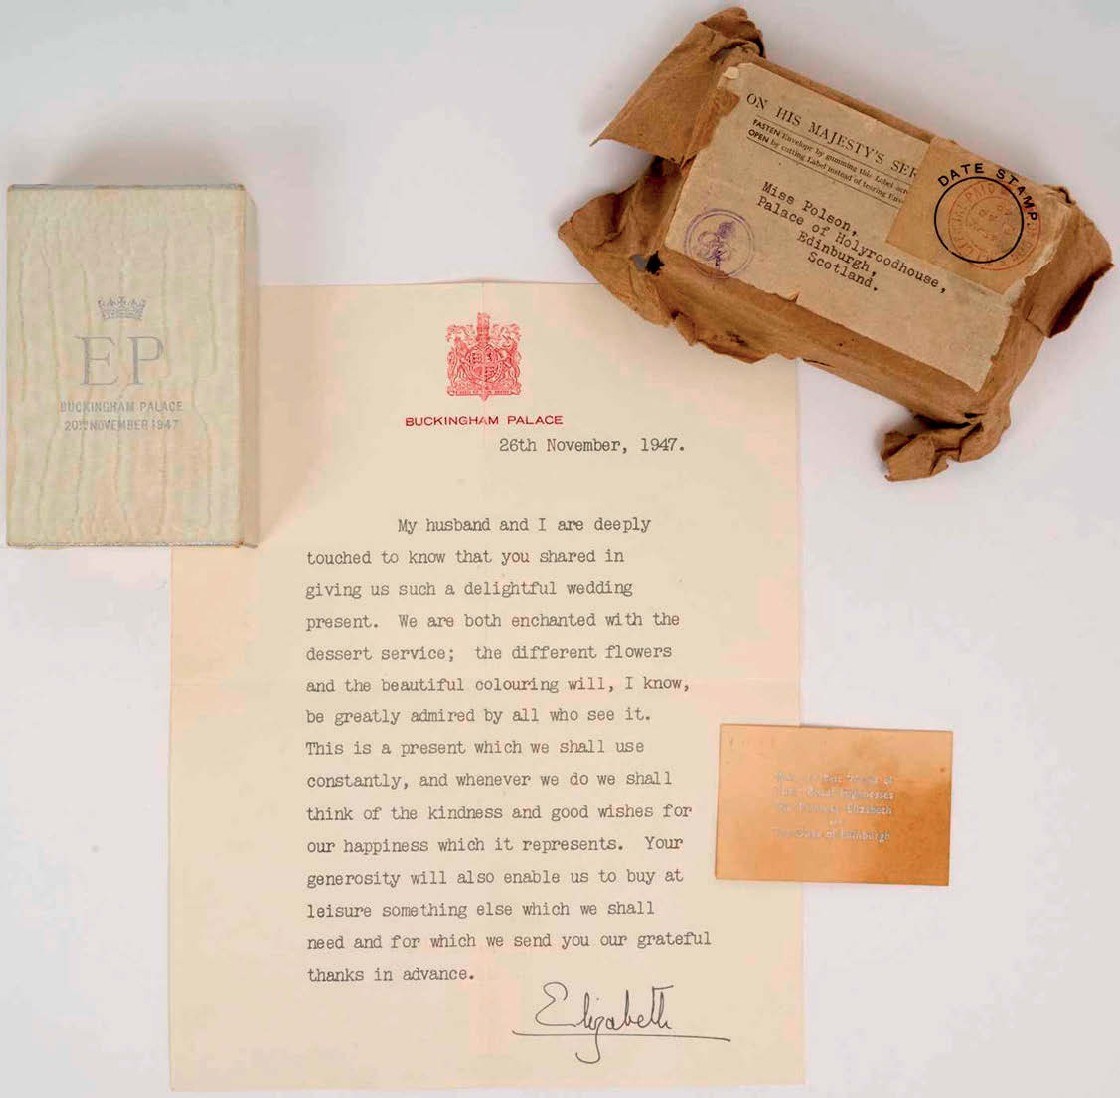 ON HIS MAJESTY'S SER
FASTEN Envelope by gumming this Label
OPEN by cutting Label instead of tearing
Miss Polson,
Palace of Holyroodhouse,
Edinburgh,
Scotland.
DATE STAMP.
EP
BUCKINGHAM PALACE
20TH NOVEMBER 1947
BUCKINGHAM PALACE
26th November, 1947.
My husband and I are deeply
touched to know that you shared in
giving us such a delightful wedding
present. We are both enchanted with the
dessert service; the different flowers
and the beautiful colouring will, I know,
be greatly admired by all who see it.
This is a present which we shall use
constantly, and whenever we do we shall
think of the kindness and good wishes for
our happiness which it represents. Your
generosity will also enable us to buy at
leisure something else which we shall
need and for which we send you our grateful
thanks in advance.
Elizabeth
Royal Highnesses
Elizabeth
of Edinburgh